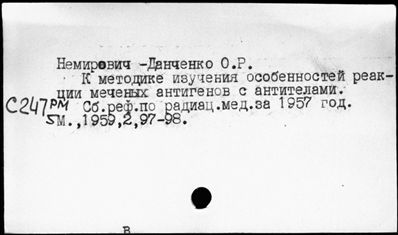 Немирович -Данченко О.Р.
К методике изучения особенностей реак-
ции меченых антигенов с антителами.
С247РМ Сб.реф.по радиац.мед.за 1957 год.
5М.,1959,2,97-98.
в